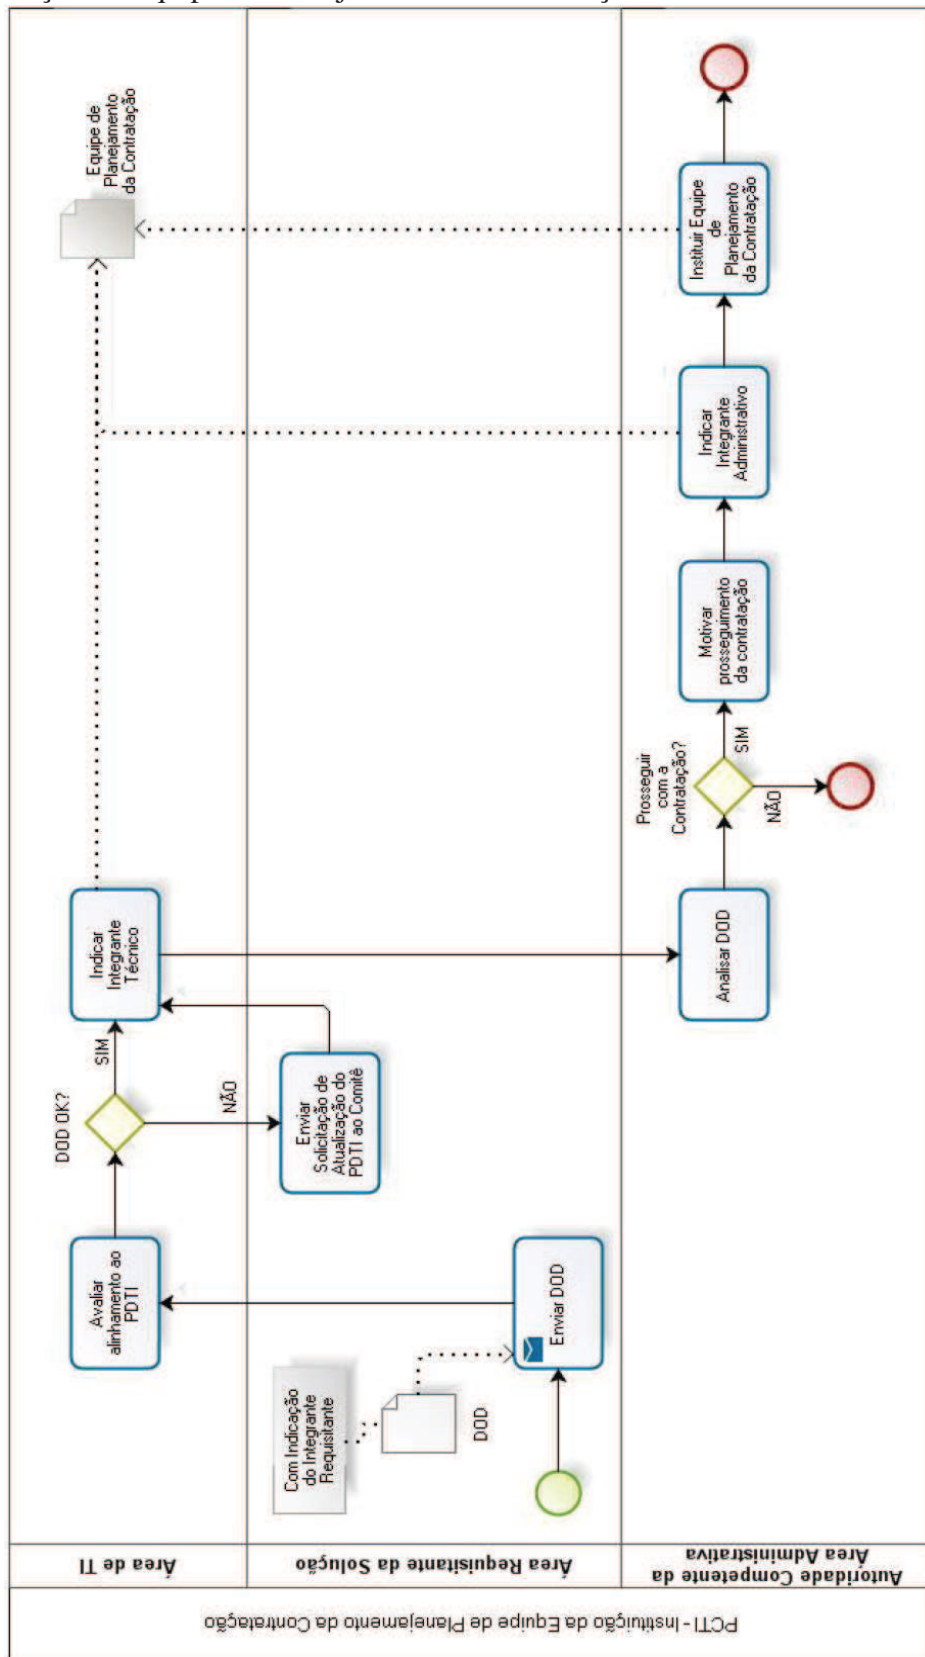 PCTI - Instituição da Equipe de Planejamento da Contratação
Área de TI
Área Requisitante da Solução
Autoridade Competente da
Área Administrativa
Com Indicação
do Integrante
Requisitante
DOD
Enviar DOD
Avaliar
alinhamento ao
PDTI
DOD OK?
SIM
NÃO
Enviar
Solicitação de
Atualização do
PDTI ao Comitê
Indicar
Integrante
Técnico
Analisar DOD
Prosseguir
com a
Contratação?
SIM
NÃO
Motivar
prosseguimento
da contratação
Indicar
Integrante
Administrativo
Instituir Equipe
de
Planejamento
da Contratação
Equipe de
Planejamento
da Contratação